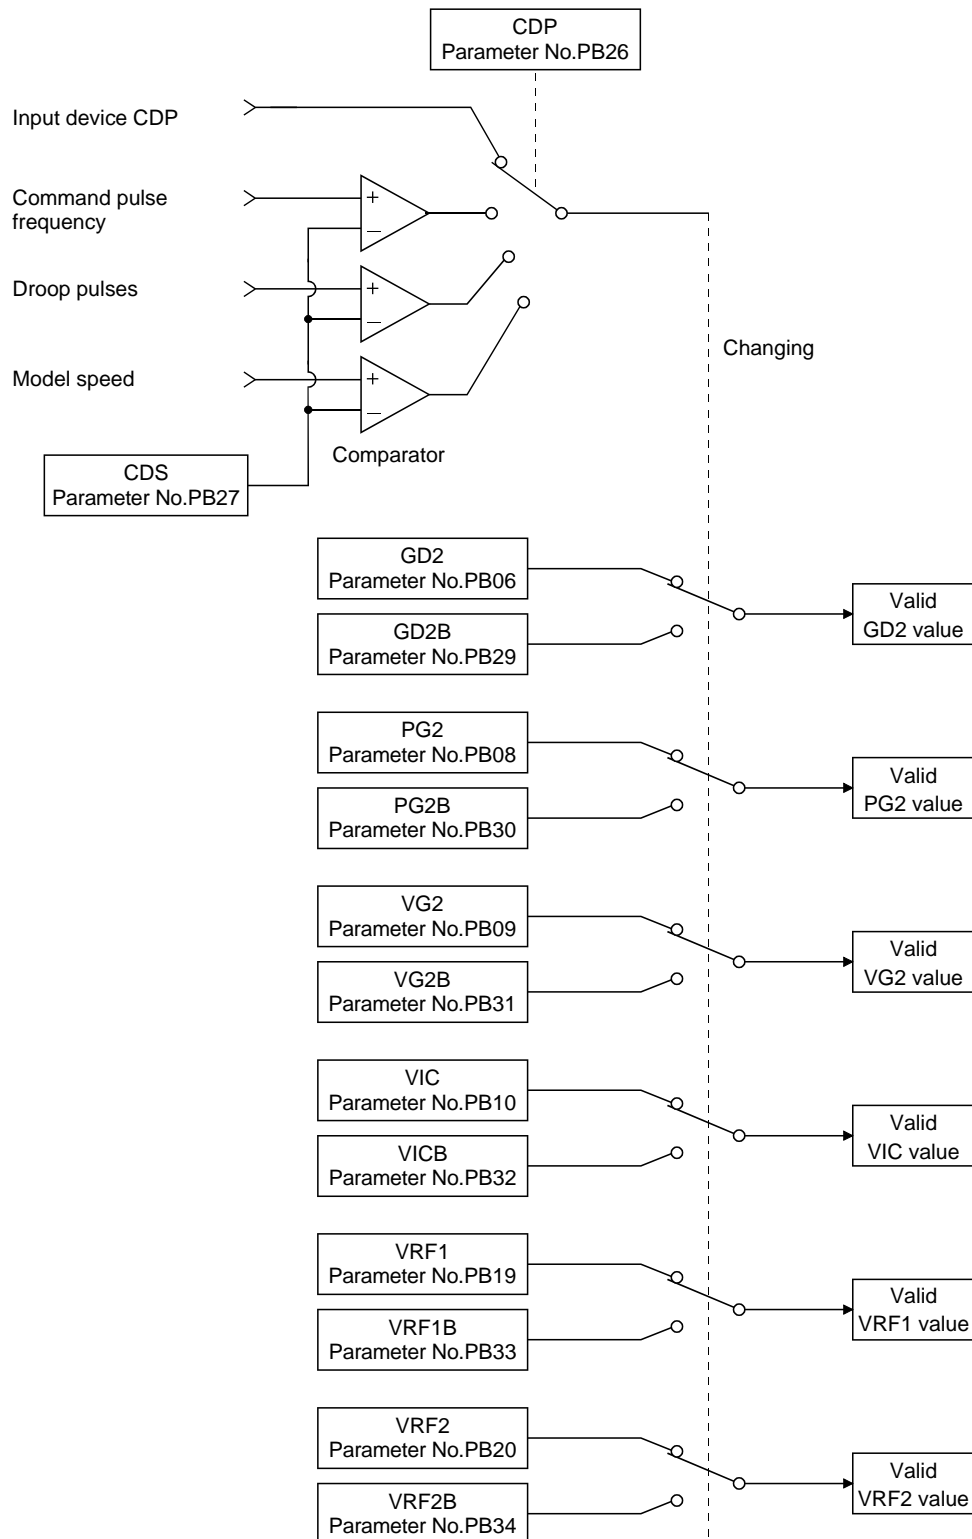 CDP
Parameter No.PB26
Input device CDP
Command pulse
frequency
+
−
Droop pulses
+
−
Changing
Model speed
+
−
Comparator
CDS
Parameter No.PB27
GD2
Parameter No.PB06
Valid
GD2 value
GD2B
Parameter No.PB29
PG2
Parameter No.PB08
Valid
PG2 value
PG2B
Parameter No.PB30
VG2
Parameter No.PB09
Valid
VG2 value
VG2B
Parameter No.PB31
VIC
Parameter No.PB10
Valid
VIC value
VICB
Parameter No.PB32
VRF1
Parameter No.PB19
Valid
VRF1 value
VRF1B
Parameter No.PB33
VRF2
Parameter No.PB20
Valid
VRF2 value
VRF2B
Parameter No.PB34